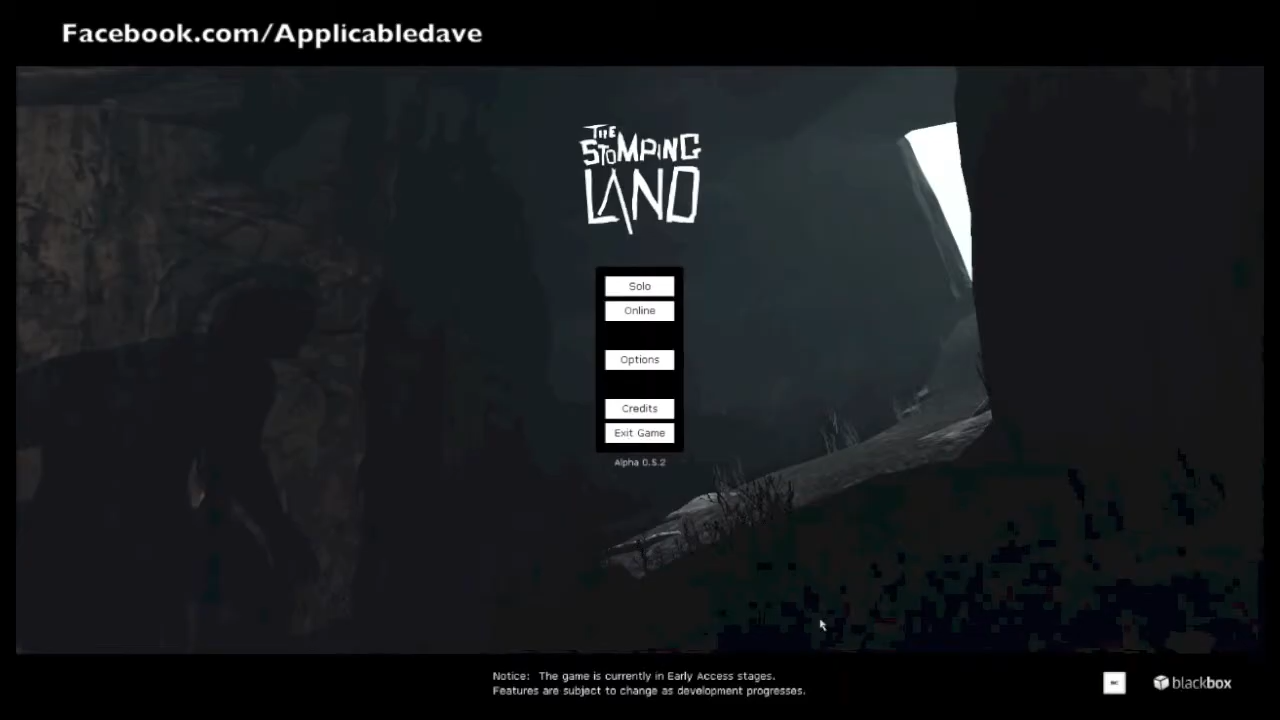 Facebook.com/Applicabledave
THE
STOMPING
LAND
Solo
Online
Options
Credits
Exit Game
Alpha 0.5.2
Notice: The game is currently in Early Access stages.
Features are subject to change as development progresses.
blackbox